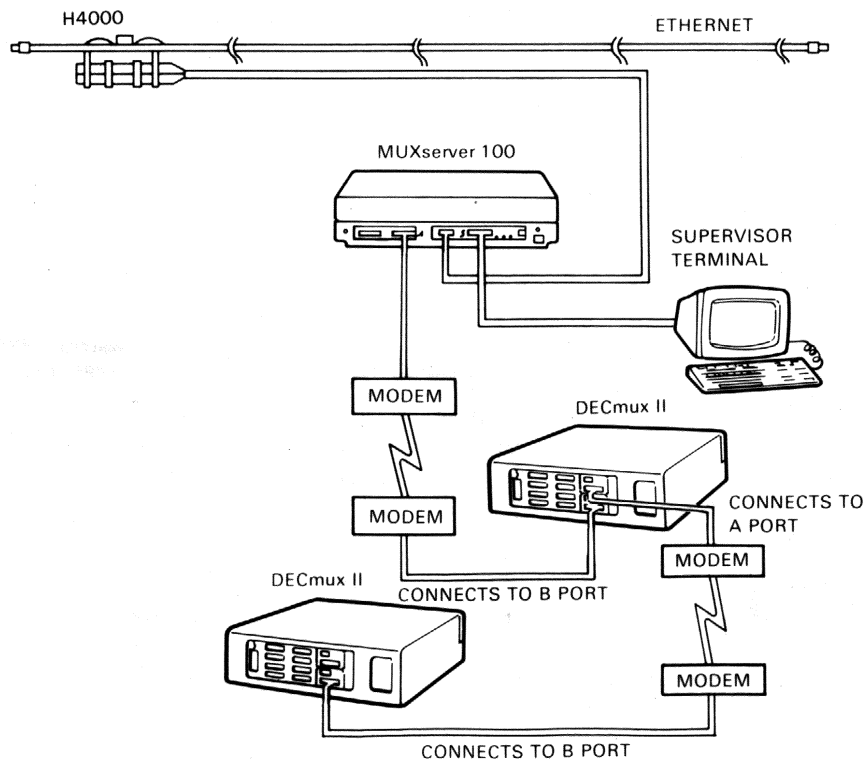 H4000
ETHERNET
MUXserver 100
SUPERVISOR
TERMINAL
MODEM
DECmux II
MODEM
CONNECTS TO
A PORT
MODEM
CONNECTS TO B PORT
DECmux II
MODEM
CONNECTS TO B PORT